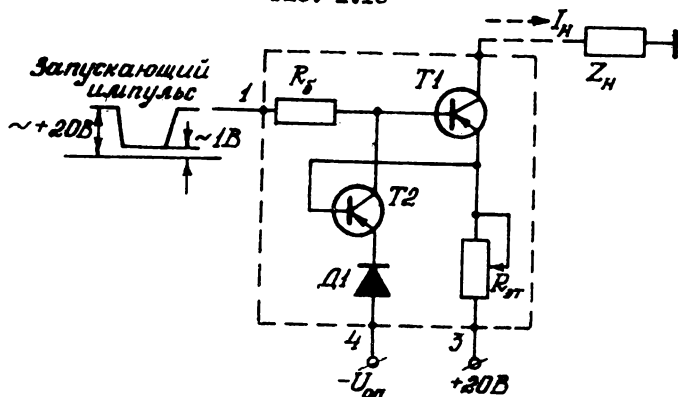 I_н
Запускающий
импульс
1
R_б
T1
Z_н
~+20В
~1В
T2
Д1
R_эт
4
3
-U_оп
+20В